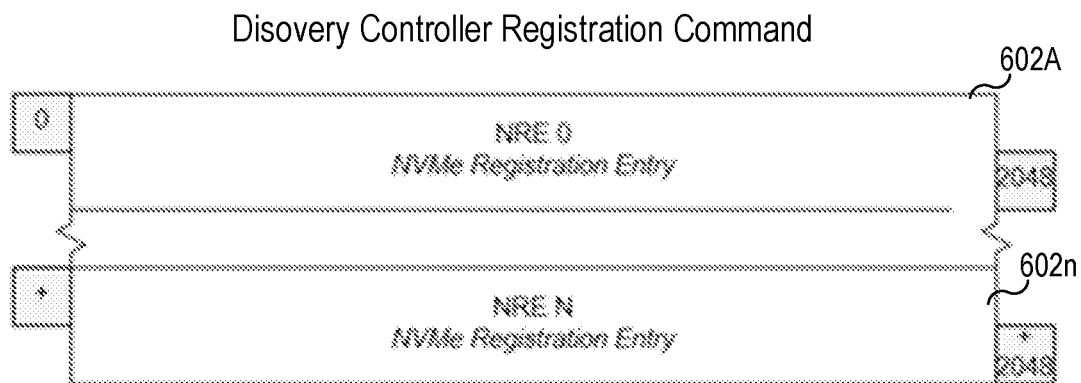 Disovery Controller Registration Command
602A
0
NRE 0
NVMe Registration Entry
2048
602n
+
NRE N
NVMe Registration Entry
+
2048